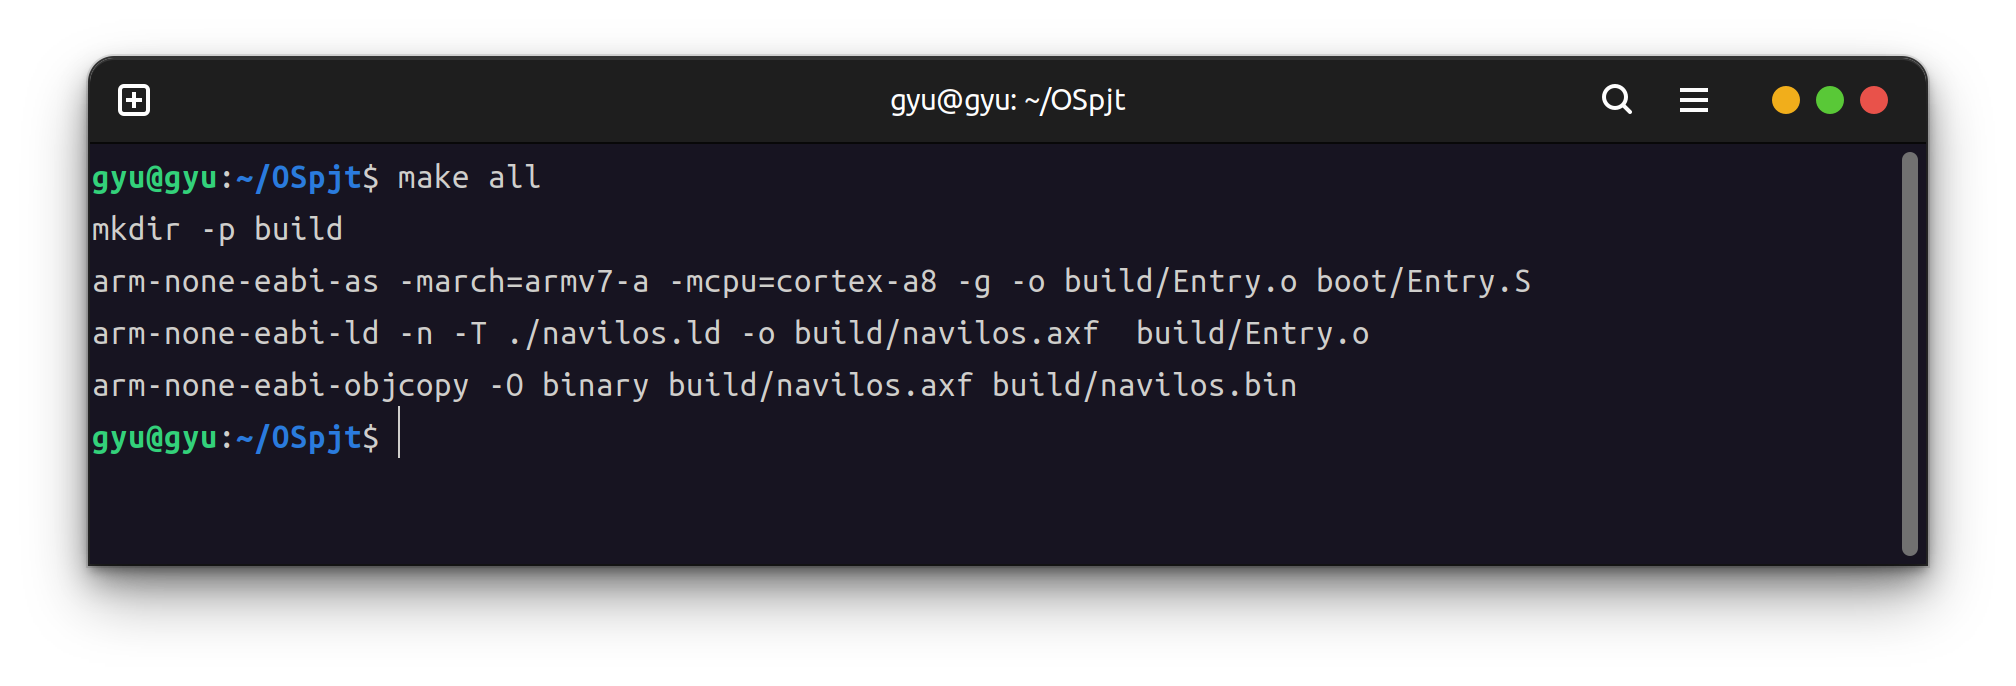 gyu@gyu: ~/OSpjt
gyu@gyu:~/OSpjt$ make all
mkdir -p build
arm-none-eabi-as -march=armv7-a -mcpu=cortex-a8 -g -o build/Entry.o boot/Entry.S
arm-none-eabi-ld -n -T ./navilos.ld -o build/navilos.axf  build/Entry.o
arm-none-eabi-objcopy -O binary build/navilos.axf build/navilos.bin
gyu@gyu:~/OSpjt$